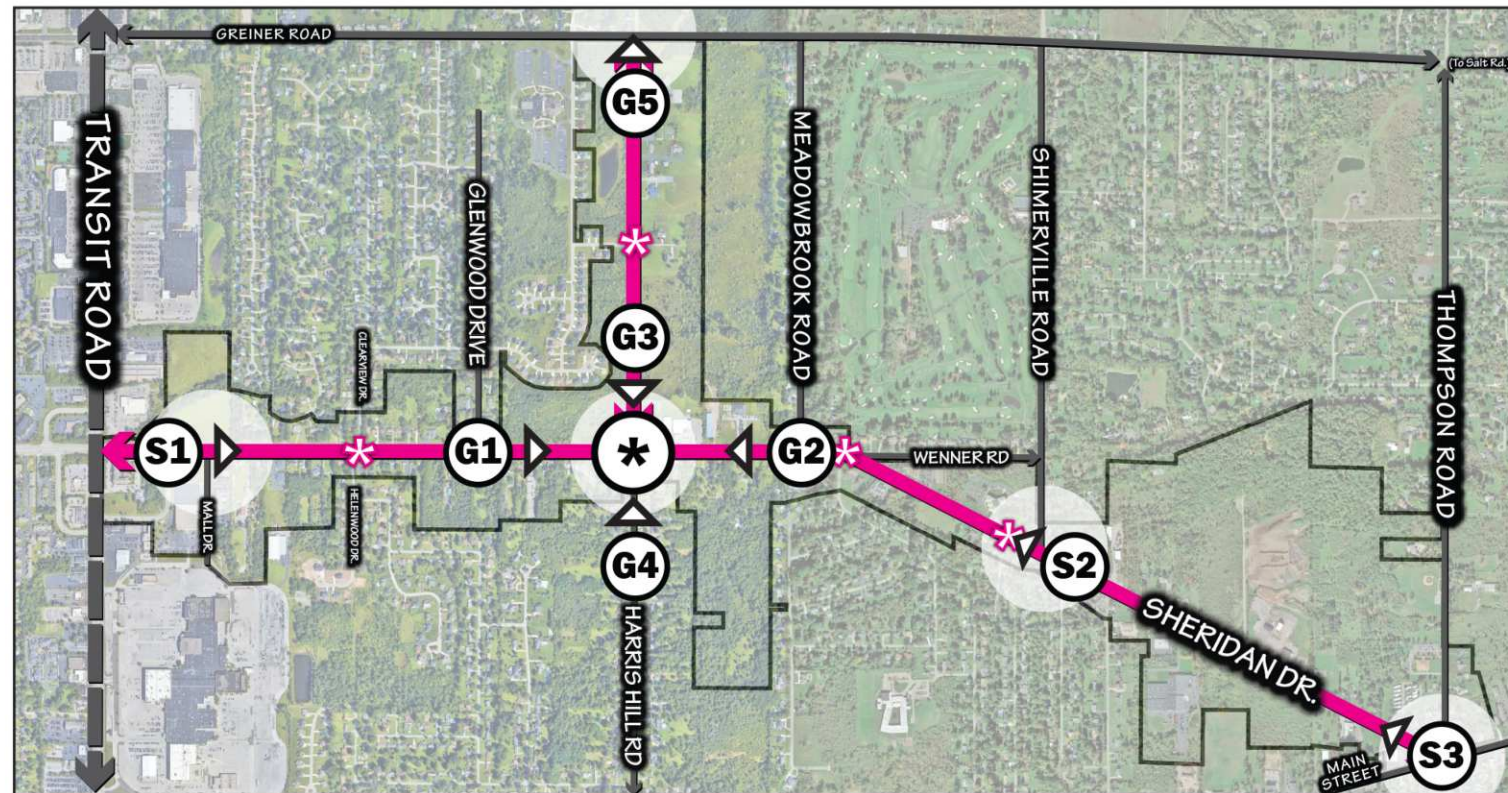 GREINER ROAD
(To Salt Rd.)
TRANSIT ROAD
G5
MEADOWBROOK ROAD
GLENWOOD DRIVE
SHIMERVILLE ROAD
*
THOMPSON ROAD
G3
CLEARVIEW DR.
S1
*
G1
*
G2
*
WENNER RD
MALL DR.
HELENWOOD DR.
*
G4
S2
HARRIS HILL RD
SHERIDAN DR.
MAIN
STREET
S3